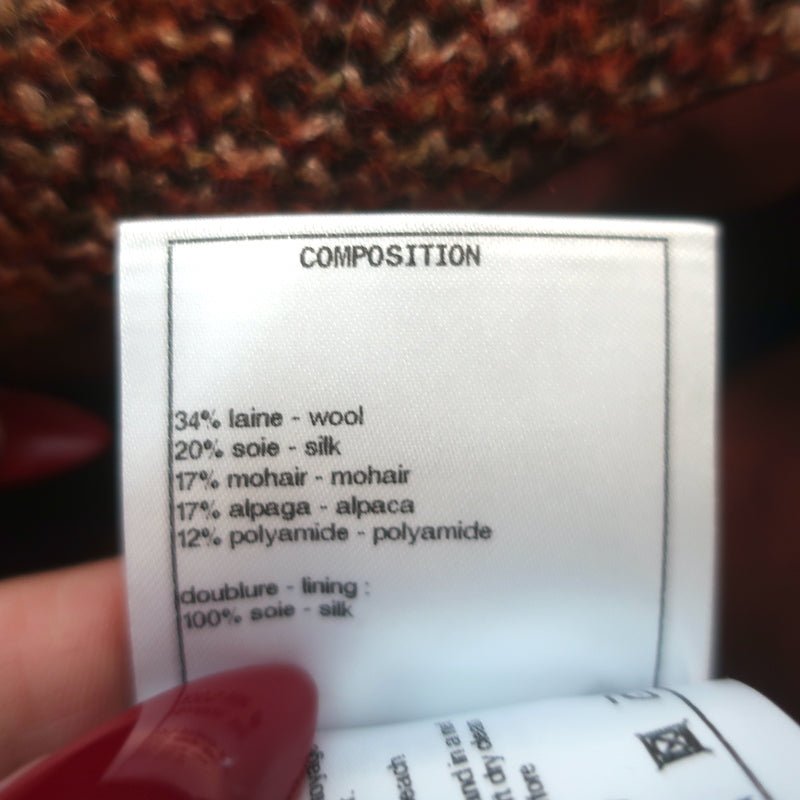 COMPOSITION
34% laine - wool
20% soie - silk
17% mohair - mohair
17% alpaga - alpaca
12% polyamide - polyamide
doublure - lining :
100% soie - silk